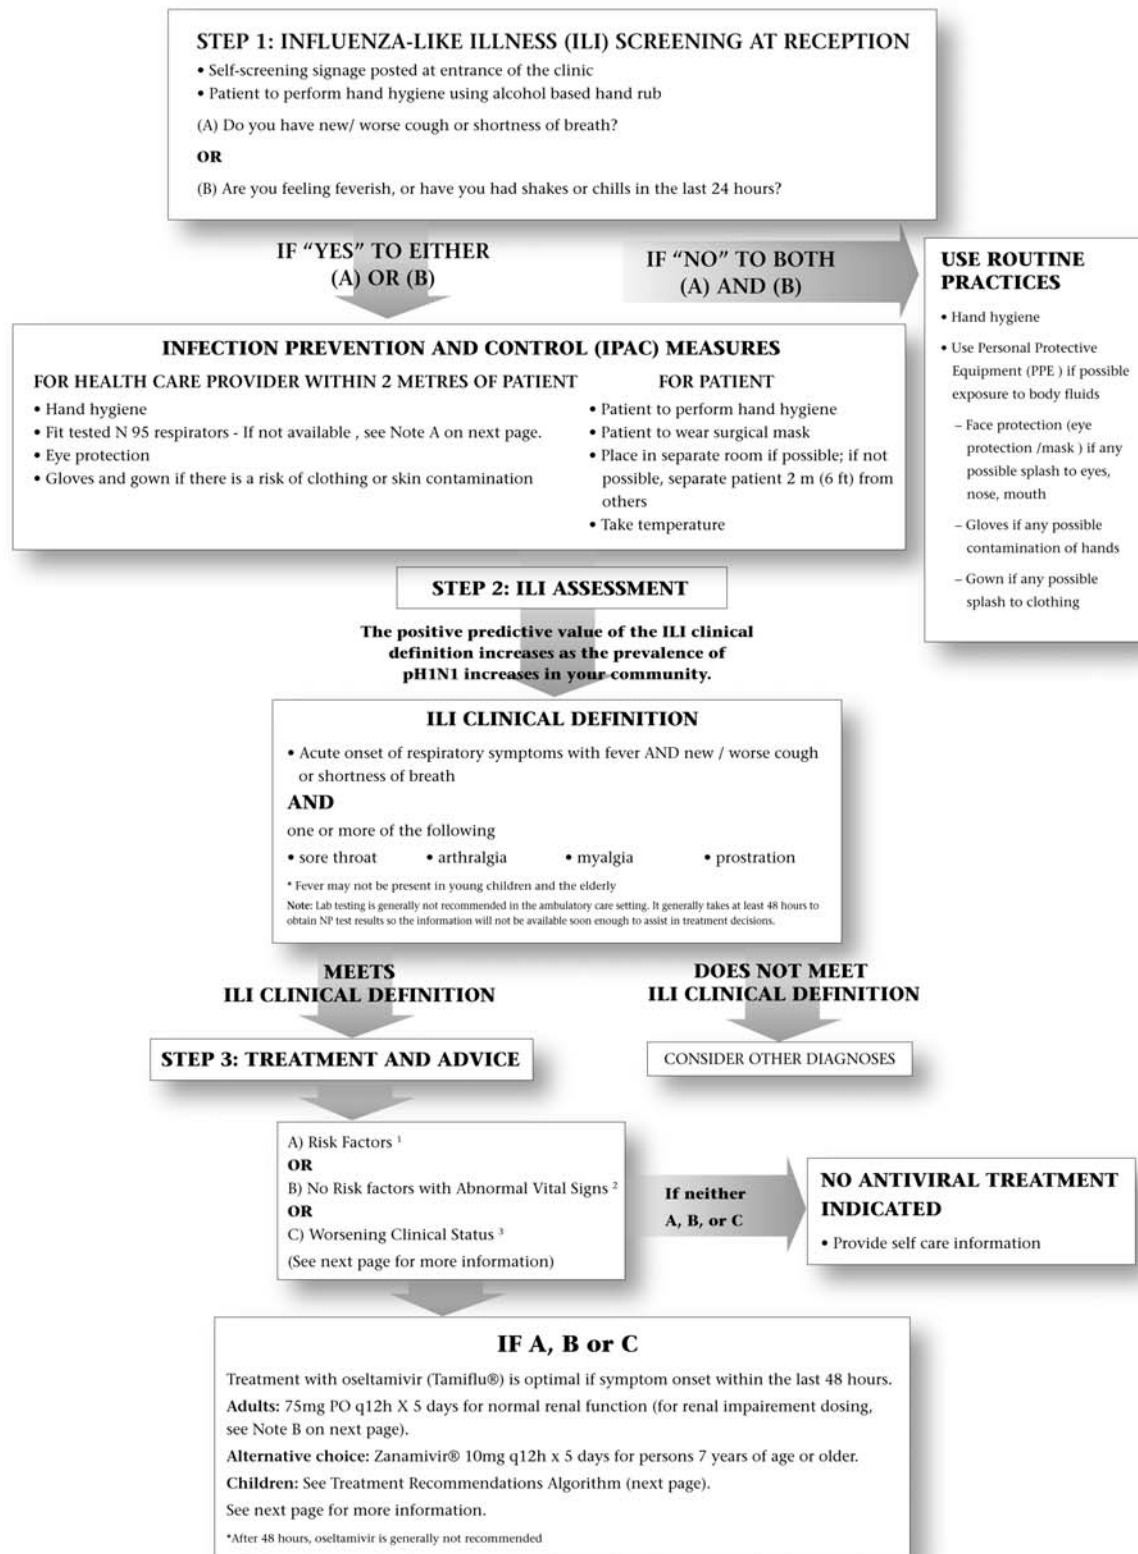 STEP 1: INFLUENZA-LIKE ILLNESS (ILI) SCREENING AT RECEPTION
• Self-screening signage posted at entrance of the clinic
• Patient to perform hand hygiene using alcohol based hand rub
(A) Do you have new/ worse cough or shortness of breath?
OR
(B) Are you feeling feverish, or have you had shakes or chills in the last 24 hours?
IF “YES” TO EITHER
(A) OR (B)
IF “NO” TO BOTH
(A) AND (B)
USE ROUTINE
PRACTICES
• Hand hygiene
• Use Personal Protective
Equipment (PPE ) if possible
exposure to body fluids
– Face protection (eye
protection /mask ) if any
possible splash to eyes,
nose, mouth
– Gloves if any possible
contamination of hands
– Gown if any possible
splash to clothing
INFECTION PREVENTION AND CONTROL (IPAC) MEASURES
FOR HEALTH CARE PROVIDER WITHIN 2 METRES OF PATIENT
• Hand hygiene
• Fit tested N 95 respirators - If not available , see Note A on next page.
• Eye protection
• Gloves and gown if there is a risk of clothing or skin contamination
FOR PATIENT
• Patient to perform hand hygiene
• Patient to wear surgical mask
• Place in separate room if possible; if not
possible, separate patient 2 m (6 ft) from
others
• Take temperature
STEP 2: ILI ASSESSMENT
The positive predictive value of the ILI clinical
definition increases as the prevalence of
pH1N1 increases in your community.
ILI CLINICAL DEFINITION
• Acute onset of respiratory symptoms with fever AND new / worse cough
or shortness of breath
AND
one or more of the following
• sore throat • arthralgia • myalgia • prostration
* Fever may not be present in young children and the elderly
Note: Lab testing is generally not recommended in the ambulatory care setting. It generally takes at least 48 hours to
obtain NP test results so the information will not be available soon enough to assist in treatment decisions.
MEETS
ILI CLINICAL DEFINITION
DOES NOT MEET
ILI CLINICAL DEFINITION
STEP 3: TREATMENT AND ADVICE
CONSIDER OTHER DIAGNOSES
A) Risk Factors ¹
OR
B) No Risk factors with Abnormal Vital Signs ²
OR
C) Worsening Clinical Status ³
(See next page for more information)
If neither
A, B, or C
NO ANTIVIRAL TREATMENT
INDICATED
• Provide self care information
IF A, B or C
Treatment with oseltamivir (Tamiflu®) is optimal if symptom onset within the last 48 hours.
Adults: 75mg PO q12h X 5 days for normal renal function (for renal impairement dosing,
see Note B on next page).
Alternative choice: Zanamivir® 10mg q12h x 5 days for persons 7 years of age or older.
Children: See Treatment Recommendations Algorithm (next page).
See next page for more information.
*After 48 hours, oseltamivir is generally not recommended